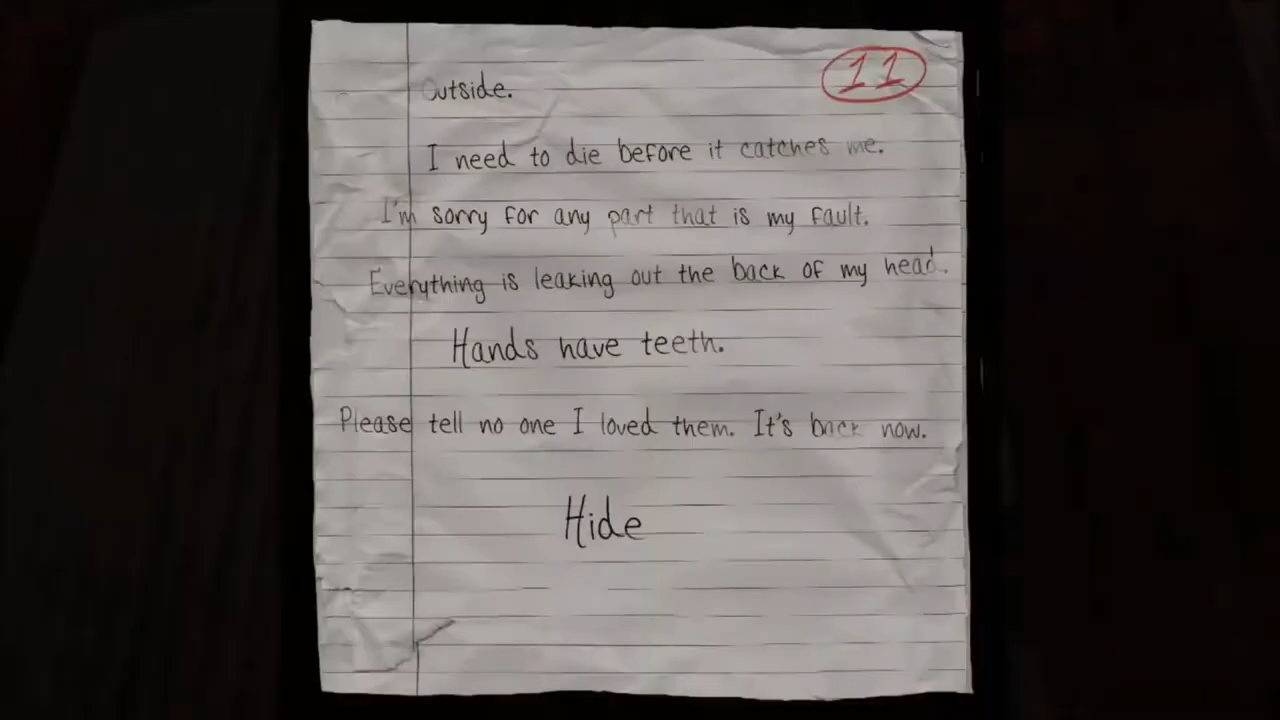 11
Outside.
I need to die before it catches me.
I'm sorry for any part that is my fault.
Everything is leaking out the back of my head.
Hands have teeth.
Please tell no one I loved them. It's back now.
Hide